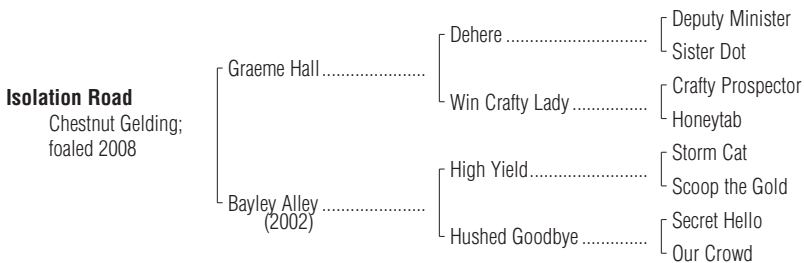 Isolation Road
Chestnut Gelding;
foaled 2008
Graeme Hall
Bayley Alley
(2002)
Dehere
Win Crafty Lady
High Yield
Hushed Goodbye
Deputy Minister
Sister Dot
Crafty Prospector
Honeytab
Storm Cat
Scoop the Gold
Secret Hello
Our Crowd